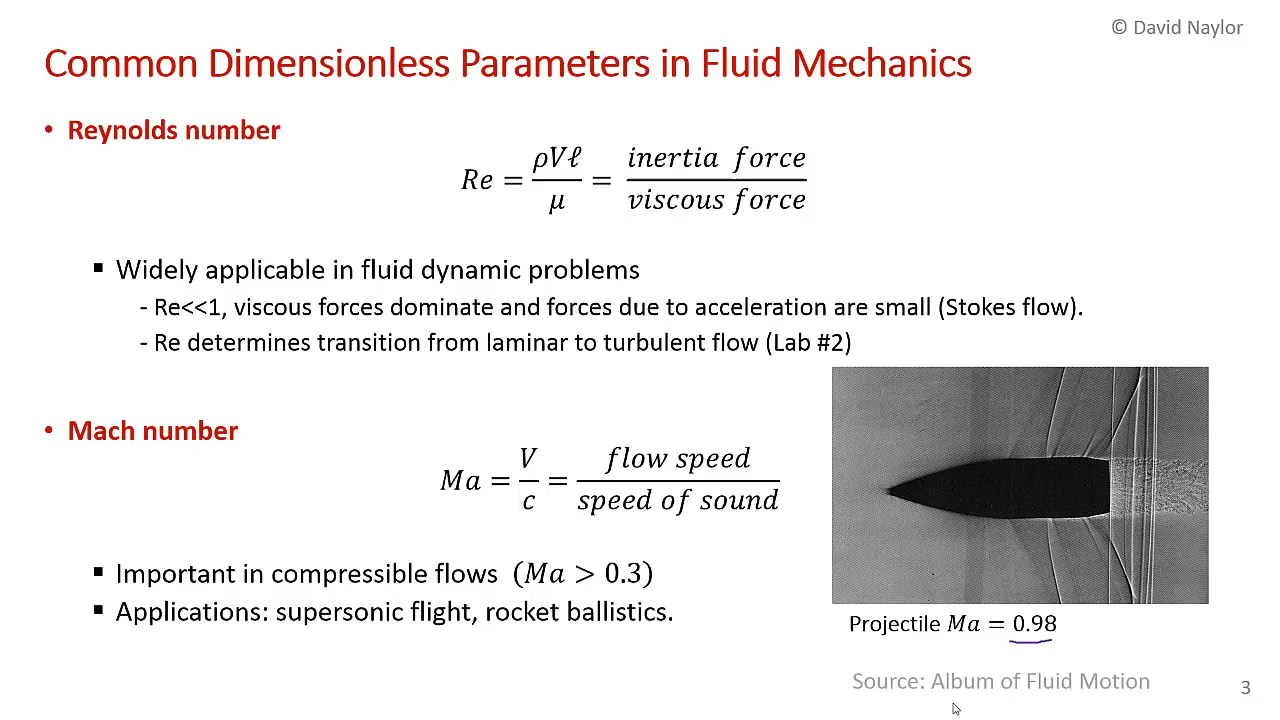 © David Naylor
Common Dimensionless Parameters in Fluid Mechanics
• Reynolds number
Re = ρVℓ / μ = inertia force / viscous force
▪ Widely applicable in fluid dynamic problems
- Re<<1, viscous forces dominate and forces due to acceleration are small (Stokes flow).
- Re determines transition from laminar to turbulent flow (Lab #2)
• Mach number
Ma = V / c = flow speed / speed of sound
▪ Important in compressible flows (Ma > 0.3)
▪ Applications: supersonic flight, rocket ballistics.
Projectile Ma = 0.98
Source: Album of Fluid Motion
3